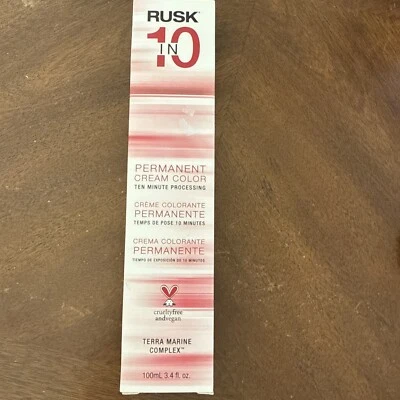 RUSK
IN
10
PERMANENT
CREAM COLOR
TEN MINUTE PROCESSING
CRÈME COLORANTE
PERMANENTE
TEMPS DE POSE 10 MINUTES
CREMA COLORANTE
PERMANENTE
TIEMPO DE EXPOSICIÓN DE 10 MINUTOS
crueltyfree
andvegan
TERRA MARINE
COMPLEX™
100mL 3.4 fl. oz.